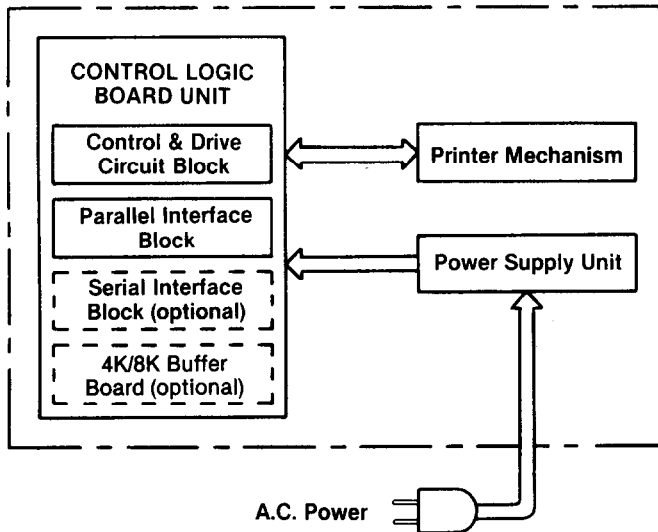 CONTROL LOGIC
BOARD UNIT
Control & Drive
Circuit Block
Parallel Interface
Block
Serial Interface
Block (optional)
4K/8K Buffer
Board (optional)
Printer Mechanism
Power Supply Unit
A.C. Power